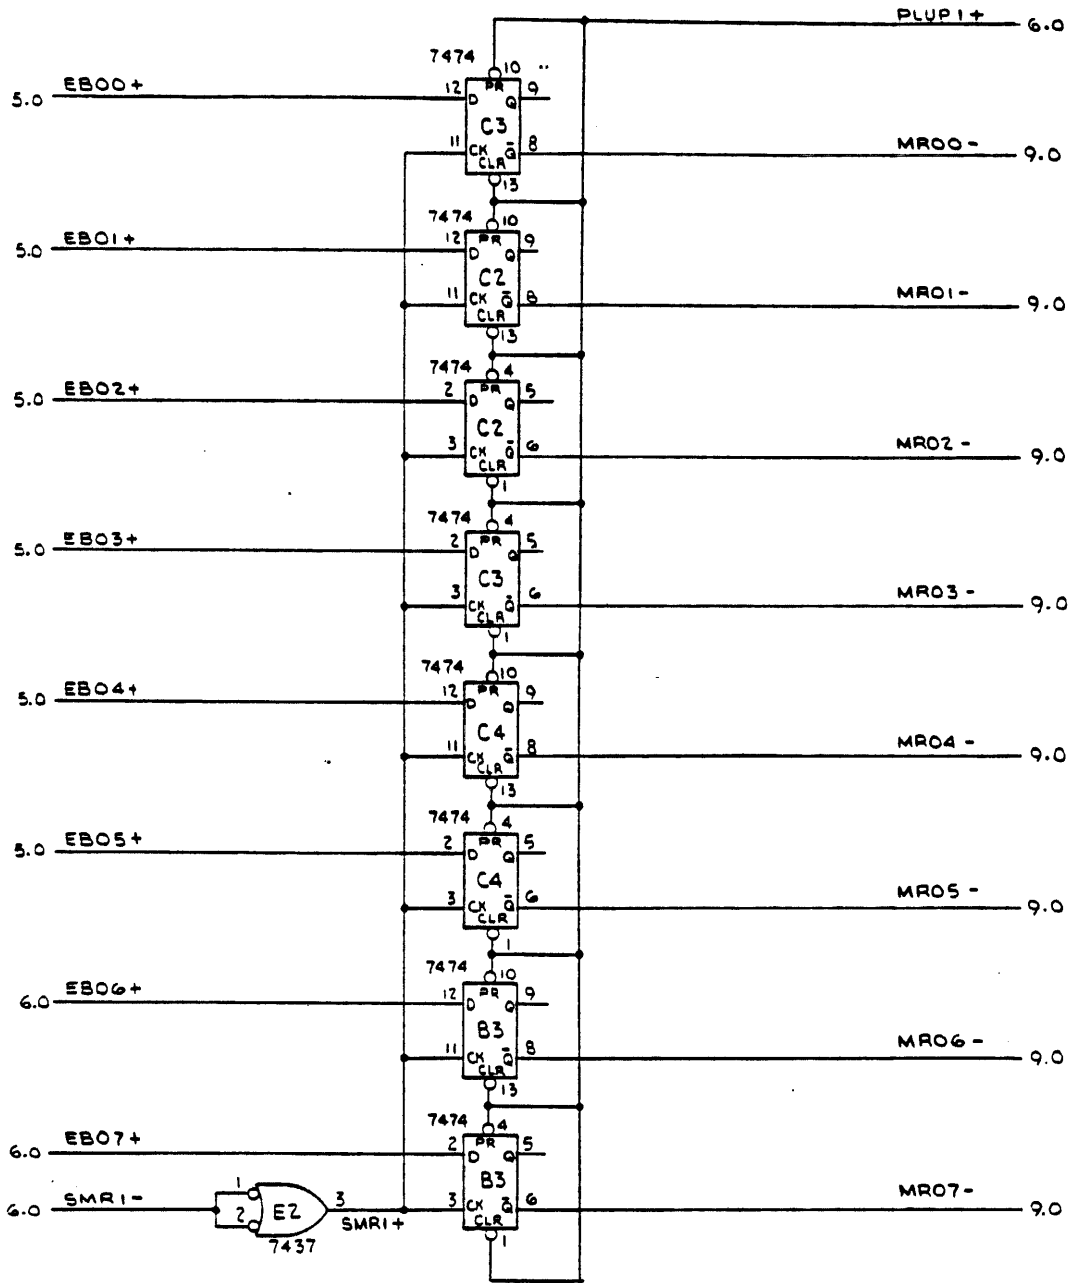 PLUP1+ 6.0
7474 10
5.0 EB00+ 12 D PR Q 9
C3
11 CK Q̅ 8 MR00- 9.0
CLR
13
7474 10
5.0 EB01+ 12 D PR Q 9
C2
11 CK Q̅ 8 MR01- 9.0
CLR
13
7474 4
5.0 EB02+ 2 D PR Q 5
C2
3 CK Q̅ 6 MR02- 9.0
CLR
1
7474 4
5.0 EB03+ 2 D PR Q 5
C3
3 CK Q̅ 6 MR03- 9.0
CLR
1
7474 10
5.0 EB04+ 12 D PR Q 9
C4
11 CK Q̅ 8 MR04- 9.0
CLR
13
7474 4
5.0 EB05+ 2 D PR Q 5
C4
3 CK Q̅ 6 MR05- 9.0
CLR
1
7474 10
6.0 EB06+ 12 D PR Q 9
B3
11 CK Q̅ 8 MR06- 9.0
CLR
13
7474 4
6.0 EB07+ 2 D PR Q 5
B3
6.0 SMR1- 1 2 E2 3 SMR1+ 3 CK Q̅ 6 MR07- 9.0
7437 CLR
1